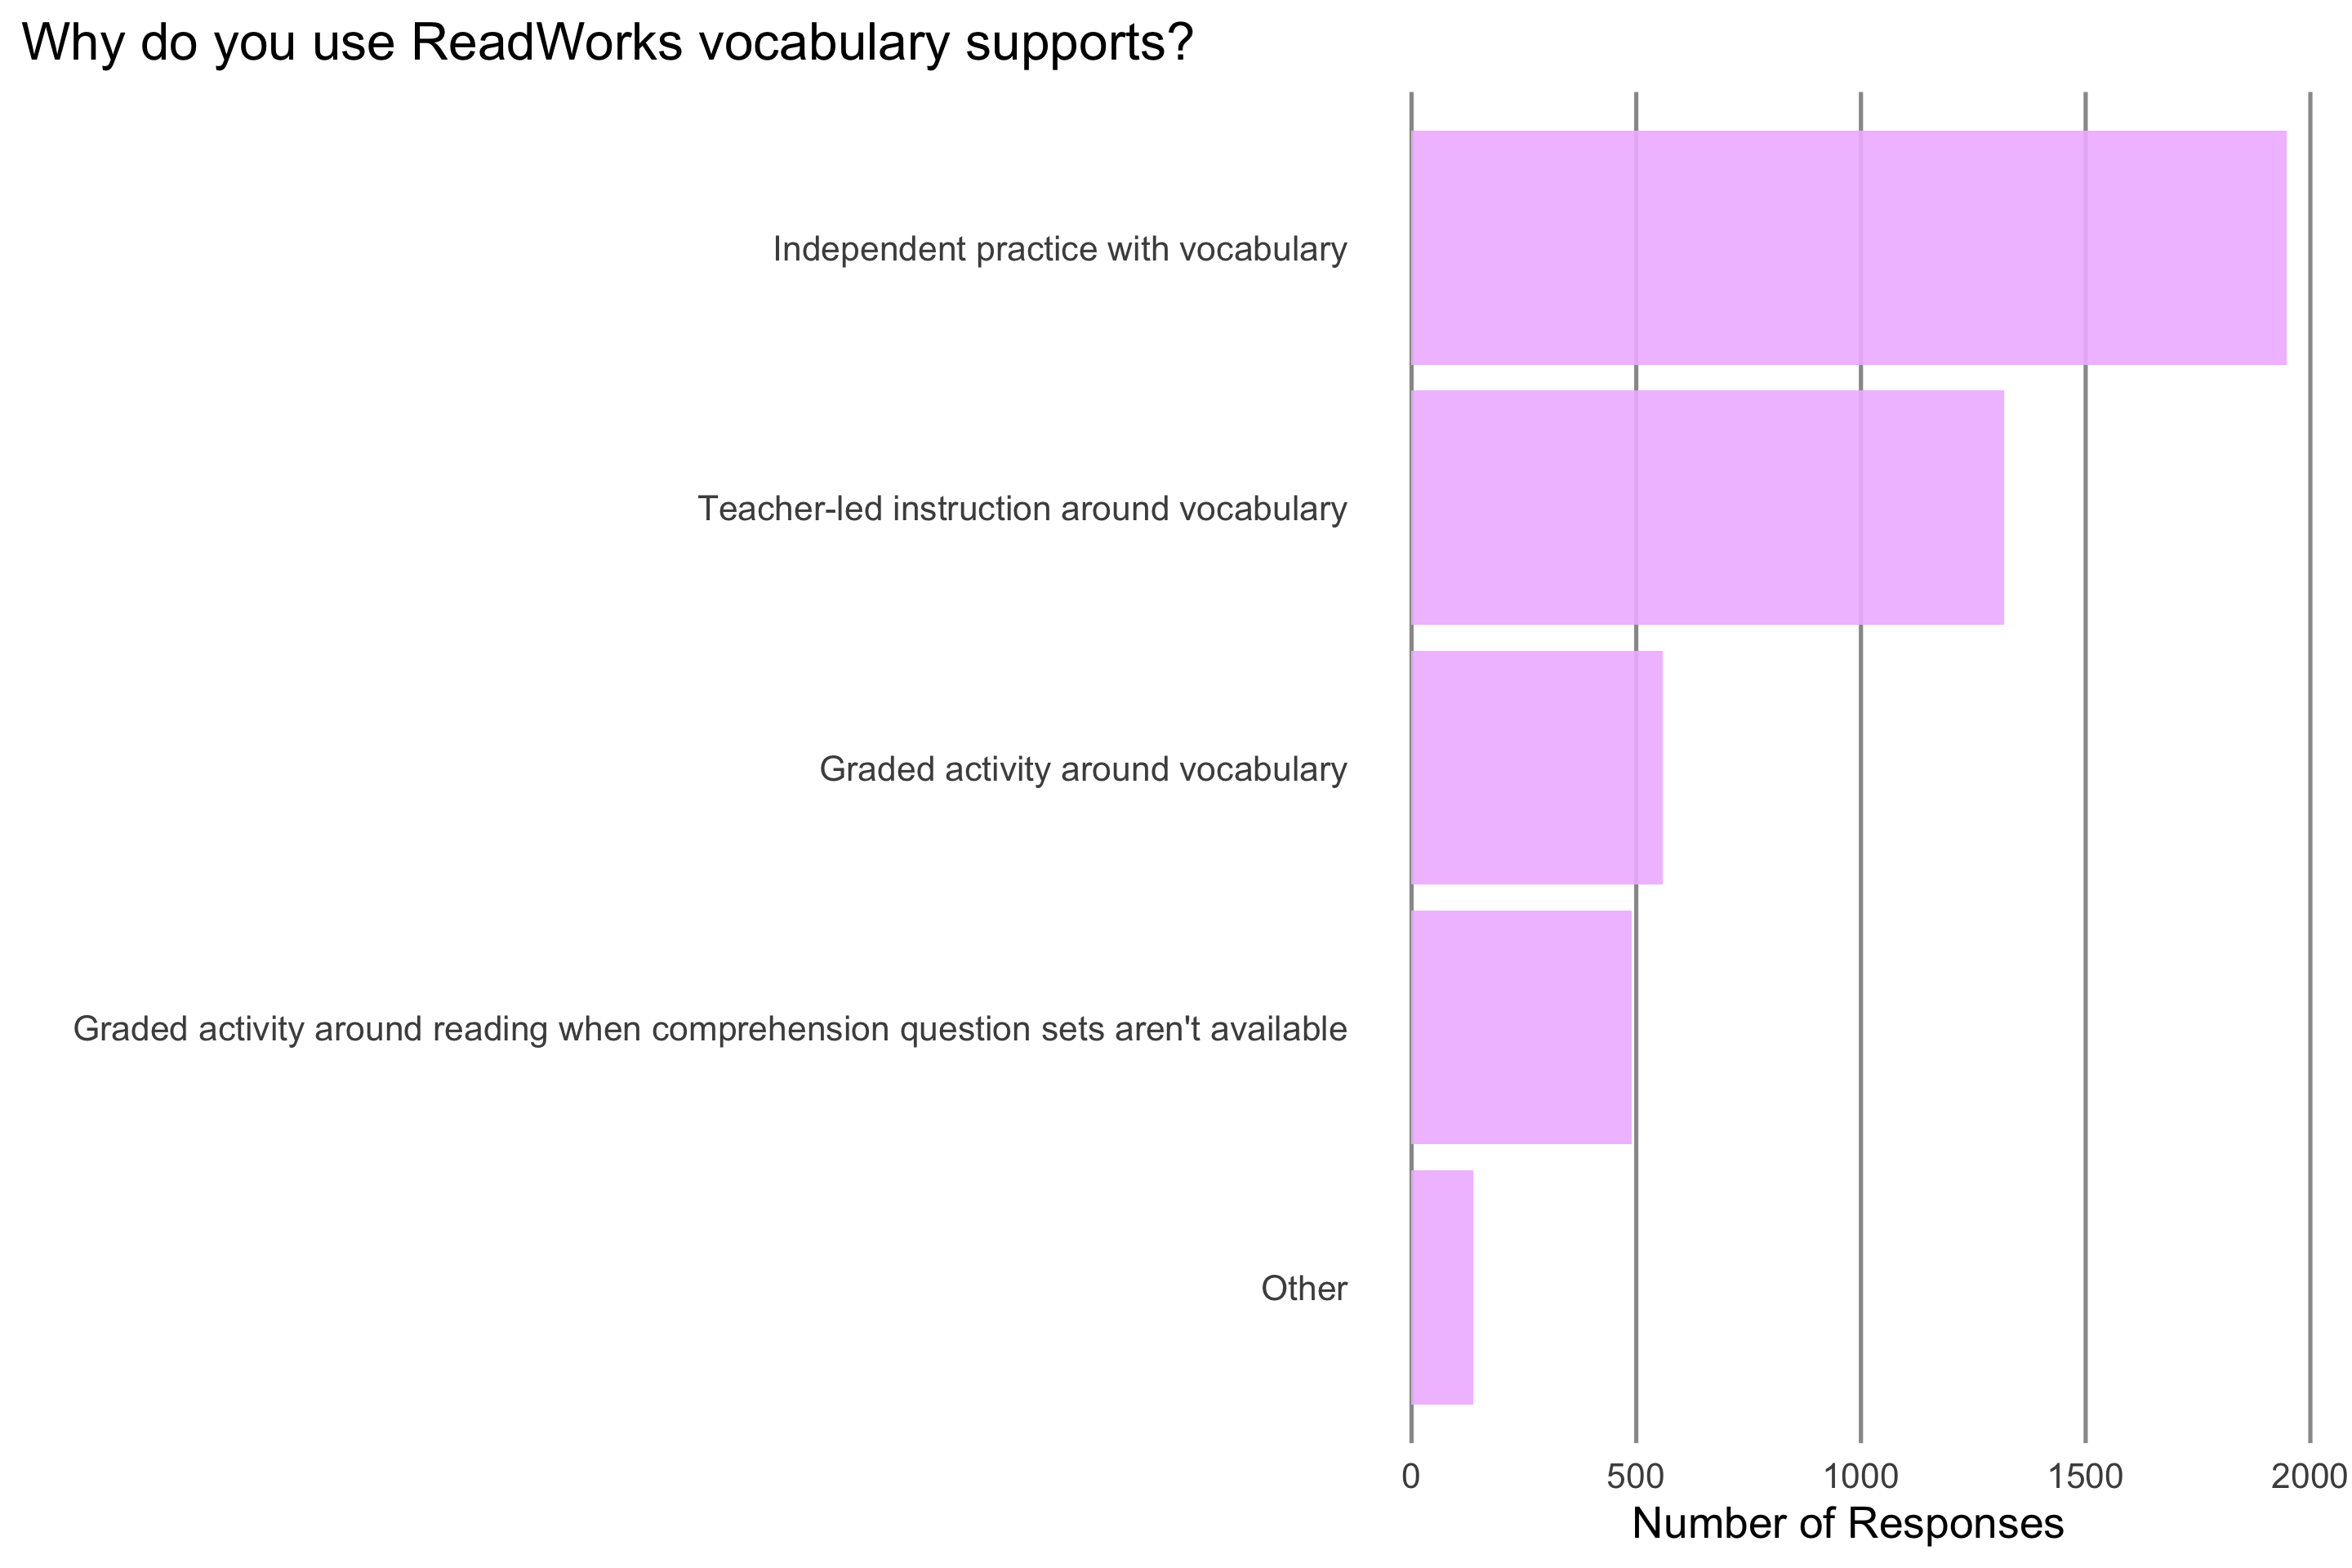 Why do you use ReadWorks vocabulary supports?
Independent practice with vocabulary
Teacher-led instruction around vocabulary
Graded activity around vocabulary
Graded activity around reading when comprehension question sets aren't available
Other
0 500 1000 1500 2000
Number of Responses